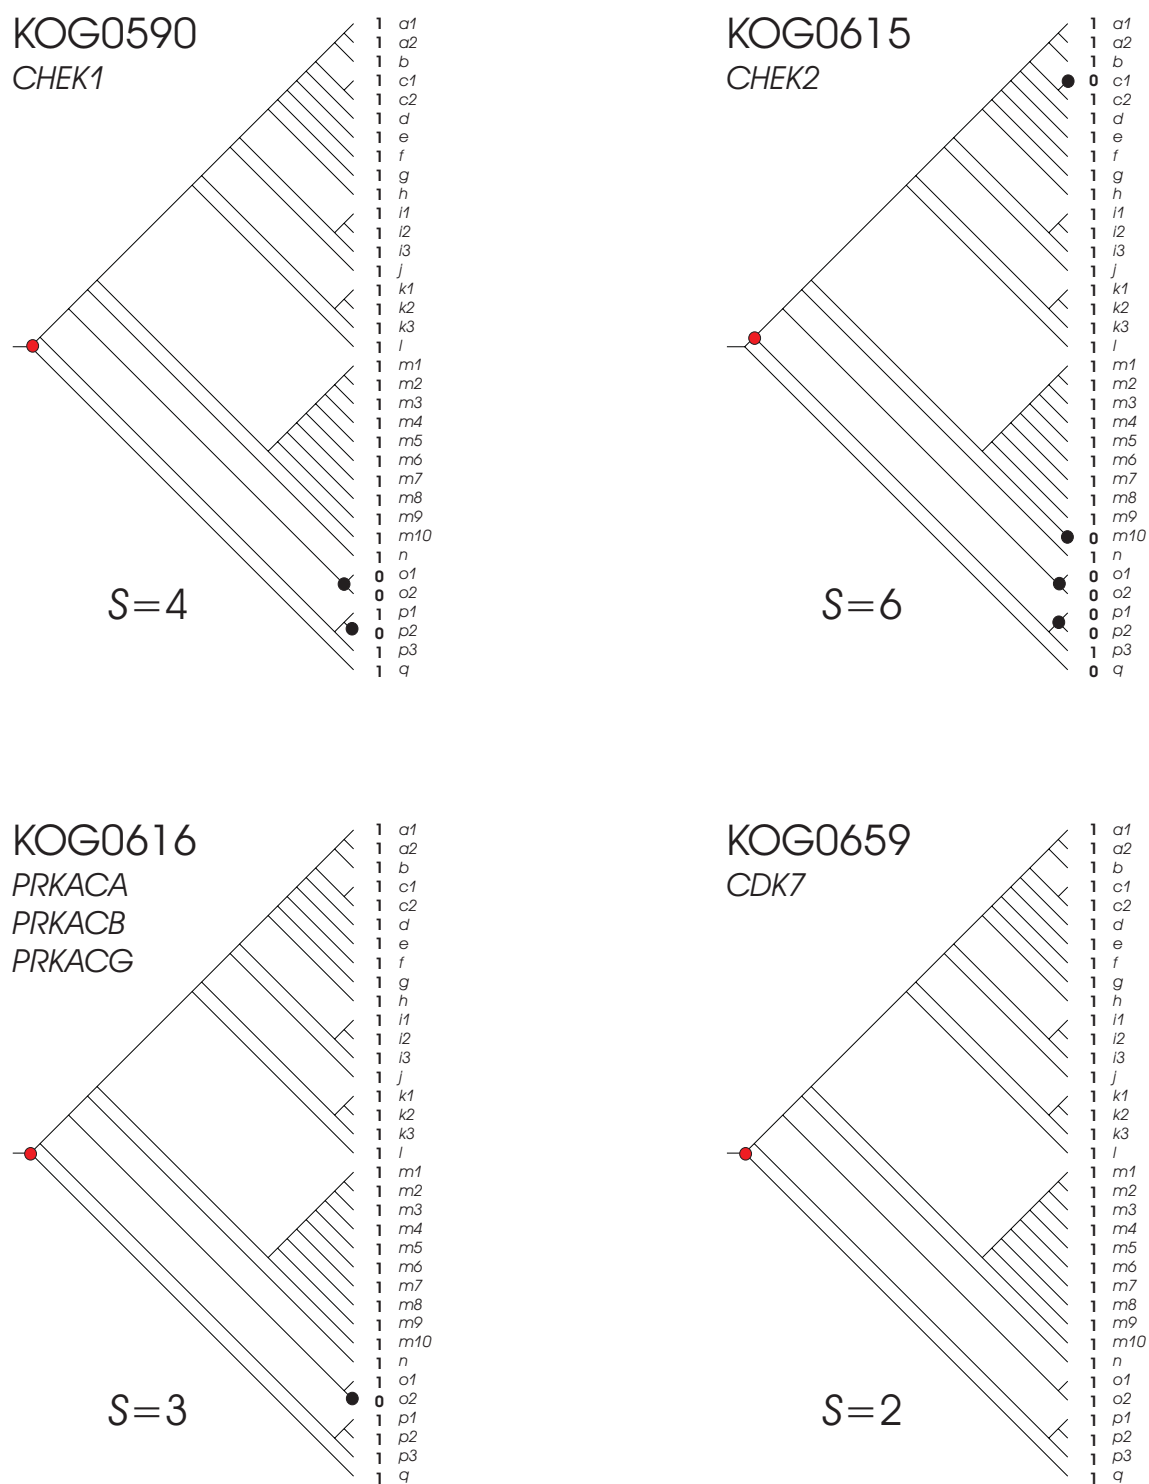 KOG0590
CHEK1
1 a1
1 a2
1 b
1 c1
1 c2
1 d
1 e
1 f
1 g
1 h
1 i1
1 i2
1 i3
1 j
1 k1
1 k2
1 k3
1 l
1 m1
1 m2
1 m3
1 m4
1 m5
1 m6
1 m7
1 m8
1 m9
1 m10
1 n
0 o1
0 o2
1 p1
0 p2
1 p3
1 q
S=4
KOG0615
CHEK2
1 a1
1 a2
1 b
0 c1
1 c2
1 d
1 e
1 f
1 g
1 h
1 i1
1 i2
1 i3
1 j
1 k1
1 k2
1 k3
1 l
1 m1
1 m2
1 m3
1 m4
1 m5
1 m6
1 m7
1 m8
1 m9
0 m10
1 n
0 o1
0 o2
0 p1
0 p2
1 p3
0 q
S=6
KOG0616
PRKACA
PRKACB
PRKACG
1 a1
1 a2
1 b
1 c1
1 c2
1 d
1 e
1 f
1 g
1 h
1 i1
1 i2
1 i3
1 j
1 k1
1 k2
1 k3
1 l
1 m1
1 m2
1 m3
1 m4
1 m5
1 m6
1 m7
1 m8
1 m9
1 m10
1 n
1 o1
0 o2
1 p1
1 p2
1 p3
1 q
S=3
KOG0659
CDK7
1 a1
1 a2
1 b
1 c1
1 c2
1 d
1 e
1 f
1 g
1 h
1 i1
1 i2
1 i3
1 j
1 k1
1 k2
1 k3
1 l
1 m1
1 m2
1 m3
1 m4
1 m5
1 m6
1 m7
1 m8
1 m9
1 m10
1 n
1 o1
1 o2
1 p1
1 p2
1 p3
1 q
S=2